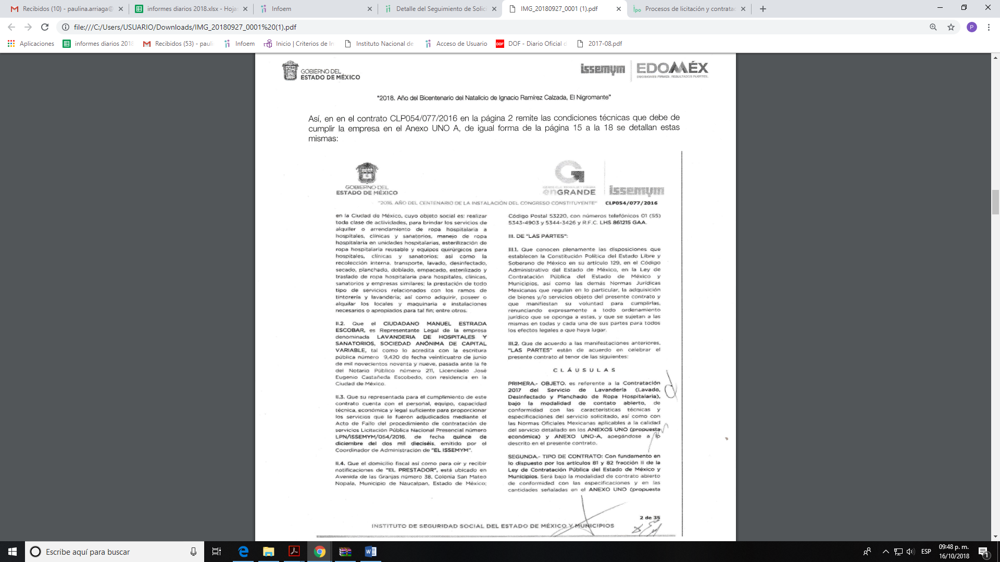 Recibidos (10) - paulina.arriaga@
informes diarios 2018.xlsx - Hoja
Infoem
Detalle del Seguimiento de Solici
IMG_20180927_0001 (1).pdf
Procesos de licitación y contratac
file:///C:/Users/USUARIO/Downloads/IMG_20180927_0001%20(1).pdf
P
Aplicaciones
informes diarios 2018
Recibidos (53) - pauli
Infoem
Inicio | Criterios de In
Instituto Nacional de
Acceso de Usuario
DOF
DOF - Diario Oficial d
2017-08.pdf
GOBIERNO DEL
ESTADO DE MÉXICO
issemym
EDOMÉX
DECISIONES FIRMES, RESULTADOS FUERTES.
"2018. Año del Bicentenario del Natalicio de Ignacio Ramírez Calzada, El Nigromante"
Así, en en el contrato CLP054/077/2016 en la página 2 remite las condiciones técnicas que debe de
cumplir la empresa en el Anexo UNO A, de igual forma de la página 15 a la 18 se detallan estas
mismas:
GOBIERNO DEL
ESTADO DE MÉXICO
enGRANDE
issemym
"2016. AÑO DEL CENTENARIO DE LA INSTALACIÓN DEL CONGRESO CONSTITUYENTE"
CLP054/077/2016
en la Ciudad de México, cuyo objeto social es: realizar
toda clase de actividades, para brindar los servicios de
alquiler o arrendamiento de ropa hospitalaria a
hospitales, clínicas y sanatorios, manejo de ropa
hospitalaria en unidades hospitalarias, esterilización de
ropa hospitalaria reusable y equipos quirúrgicos para
hospitales, clínicas y sanatorios; así como la
recolección interna, transporte, lavado, desinfectado,
secado, planchado, doblado, empacado, esterilizado y
traslado de ropa hospitalaria para hospitales, clínicas,
sanatorios y empresas similares; la prestación de todo
tipo de servicios relacionados con los ramos de
tintorería y lavandería; así como adquirir, poseer o
alquilar los locales y maquinaria e instalaciones
necesarios o apropiados para tal fin; entre otros.
II.2. Que el CIUDADANO MANUEL ESTRADA
ESCOBAR, es Representante Legal de la empresa
denominada LAVANDERIA DE HOSPITALES Y
SANATORIOS, SOCIEDAD ANÓNIMA DE CAPITAL
VARIABLE, tal como lo acredita con la escritura
pública número 9,420 de fecha veinticuatro de junio
de mil novecientos noventa y nueve, pasada ante la fe
del Notario Público número 211, Licenciado José
Eugenio Castañeda Escobedo, con residencia en la
Ciudad de México.
II.3. Que su representada para el cumplimiento de este
contrato cuenta con el personal, equipo, capacidad
técnica, económica y legal suficiente para proporcionar
los servicios que le fueron adjudicados mediante el
Acto de Fallo del procedimiento de contratación de
servicios Licitación Pública Nacional Presencial número
LPN/ISSEMYM/054/2016, de fecha quince de
diciembre del dos mil dieciséis, emitido por el
Coordinador de Administración de "EL ISSEMYM".
II.4. Que el domicilio fiscal así como para oír y recibir
notificaciones de "EL PRESTADOR", está ubicado en
Avenida de las Granjas número 38, Colonia San Mateo
Nopala, Municipio de Naucalpan, Estado de México;
Código Postal 53220, con números telefónicos 01 (55)
5343-4903 y 5344-3426 y R.F.C. LHS 861215 GAA.
III. DE "LAS PARTES":
III.1. Que conocen plenamente las disposiciones que
establecen la Constitución Política del Estado Libre y
Soberano de México en su artículo 129, en el Código
Administrativo del Estado de México, en la Ley de
Contratación Pública del Estado de México y
Municipios, así como las demás Normas Jurídicas
Mexicanas que regulan en lo particular, la adquisición
de bienes y/o servicios objeto del presente contrato y
que manifiestan su voluntad para cumplirlas,
renunciando expresamente a todo ordenamiento
jurídico que se oponga a estas, y que se sujetan a las
mismas en todas y cada una de sus partes para todos
los efectos legales a que haya lugar.
III.2. Que de acuerdo a las manifestaciones anteriores,
"LAS PARTES" están de acuerdo en celebrar el
presente contrato al tenor de las siguientes:
C L Á U S U L A S
PRIMERA.- OBJETO. es referente a la Contratación
2017 del Servicio de Lavandería (Lavado,
Desinfectado y Planchado de Ropa Hospitalaria),
bajo la modalidad de contato abierto, de
conformidad con las características técnicas y
especificaciones del servicio solicitado, así como con
las Normas Oficiales Mexicanas aplicables a la calidad
del servicio detallado en los ANEXOS UNO (propuesta
económica) y ANEXO UNO-A, apegándose a lo
descrito en el presente contrato.
SEGUNDA.- TIPO DE CONTRATO: Con fundamento en
lo dispuesto por los artículos 81 y 82 fracción II de la
Ley de Contratación Pública del Estado de México y
Municipios. Será bajo la modalidad de contrato abierto
de conformidad con las especificaciones y en las
cantidades señaladas en el ANEXO UNO (propuesta
2 de 35
INSTITUTO DE SEGURIDAD SOCIAL DEL ESTADO DE MÉXICO Y MUNICIPIOS
Escribe aquí para buscar
ESP
09:48 p. m.
16/10/2018
1